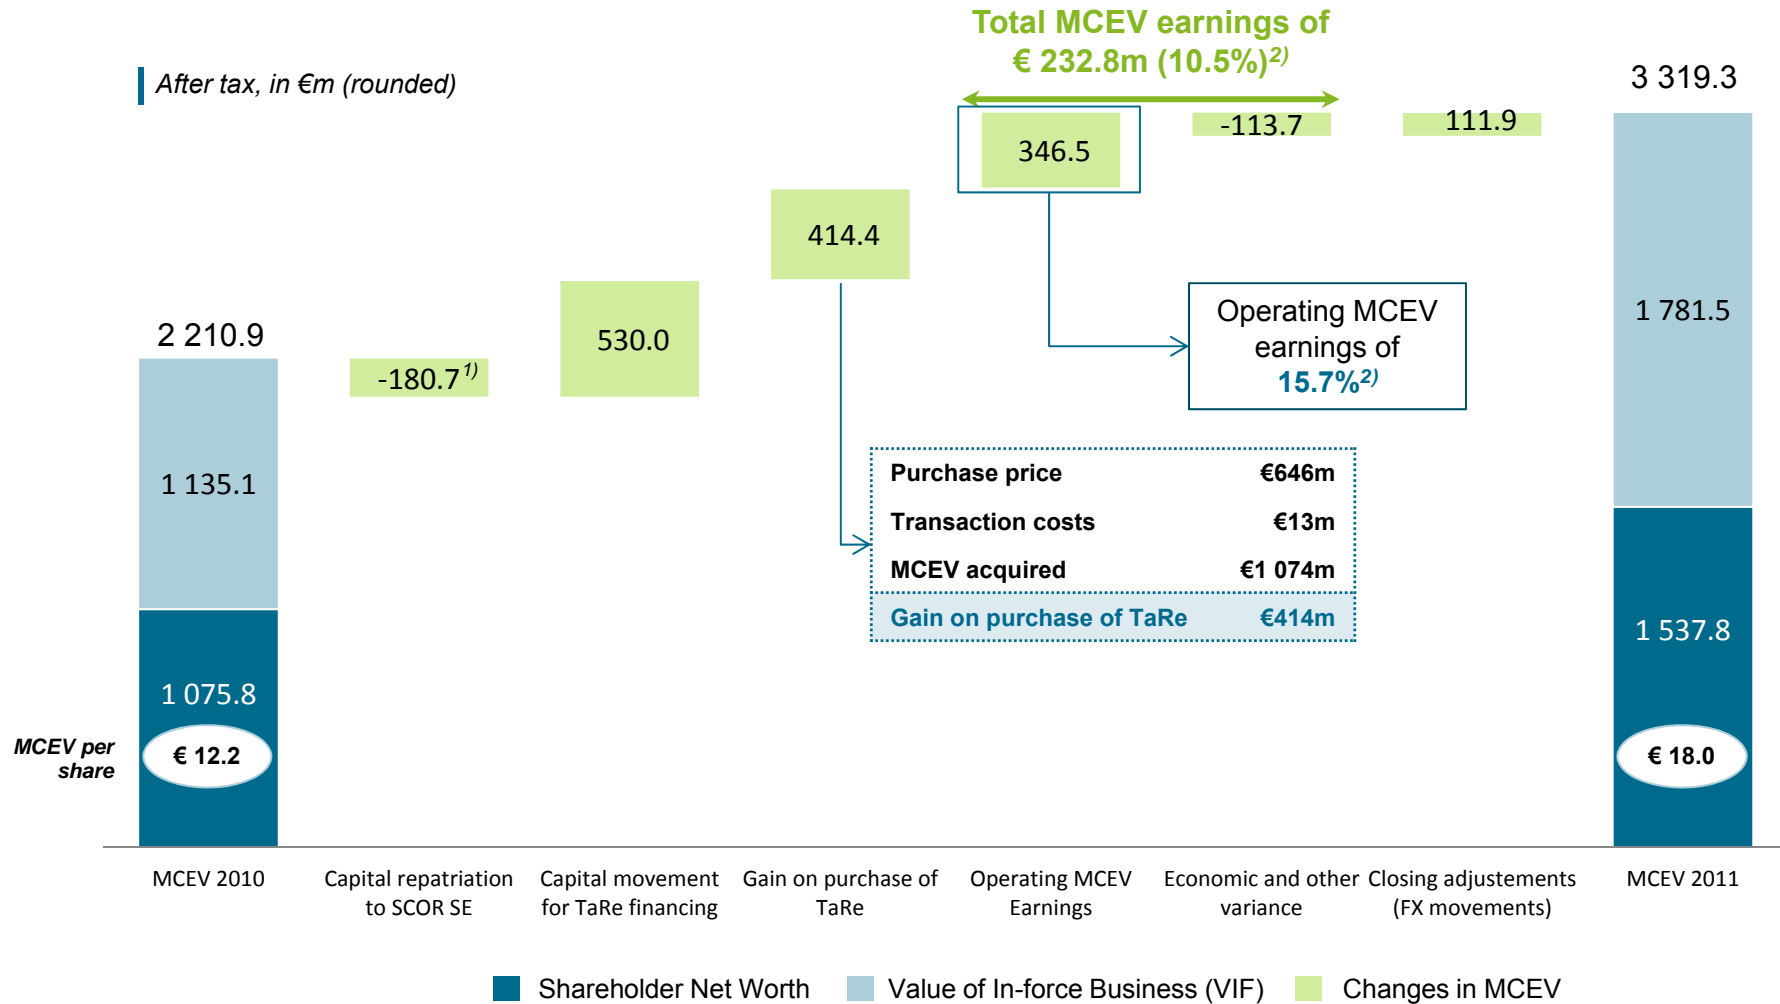 Total MCEV earnings of
€ 232.8m (10.5%)2)
After tax, in €m (rounded)
3 319.3
-113.7
111.9
346.5
414.4
Operating MCEV
earnings of
15.7%2)
1 781.5
2 210.9
530.0
-180.71)
Purchase price €646m
1 135.1
Transaction costs €13m
MCEV acquired €1 074m
Gain on purchase of TaRe €414m
1 537.8
1 075.8
MCEV per
share
€ 12.2
€ 18.0
MCEV 2010
Capital repatriation
to SCOR SE
Capital movement
for TaRe financing
Gain on purchase of
TaRe
Operating MCEV
Earnings
Economic and other
variance
Closing adjustements
(FX movements)
MCEV 2011
Shareholder Net Worth
Value of In-force Business (VIF)
Changes in MCEV